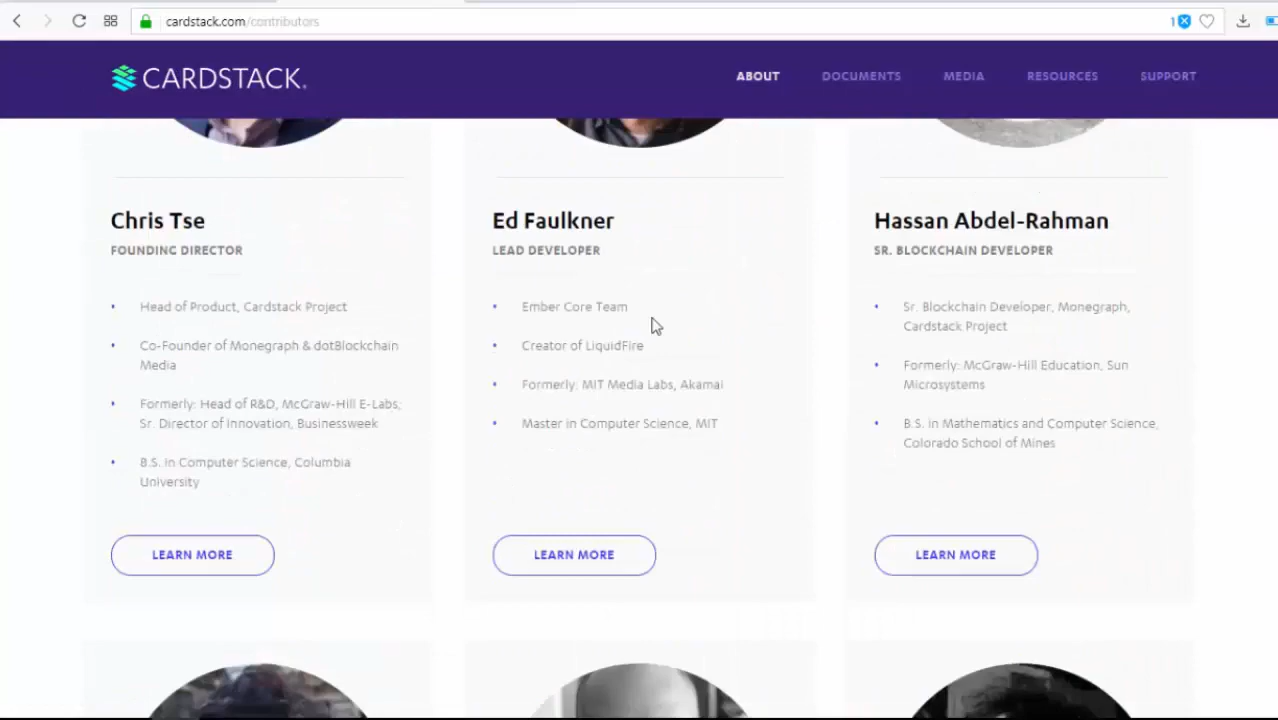 cardstack.com/contributors
1
CARDSTACK.
ABOUT
DOCUMENTS
MEDIA
RESOURCES
SUPPORT
Chris Tse
FOUNDING DIRECTOR
Head of Product, Cardstack Project
Co-Founder of Monegraph & dotBlockchain
Media
Formerly: Head of R&D, McGraw-Hill E-Labs;
Sr. Director of Innovation, Businessweek
B.S. in Computer Science, Columbia
University
LEARN MORE
Ed Faulkner
LEAD DEVELOPER
Ember Core Team
Creator of LiquidFire
Formerly: MIT Media Labs, Akamai
Master in Computer Science, MIT
LEARN MORE
Hassan Abdel-Rahman
SR. BLOCKCHAIN DEVELOPER
Sr. Blockchain Developer, Monegraph,
Cardstack Project
Formerly: McGraw-Hill Education, Sun
Microsystems
B.S. in Mathematics and Computer Science,
Colorado School of Mines
LEARN MORE